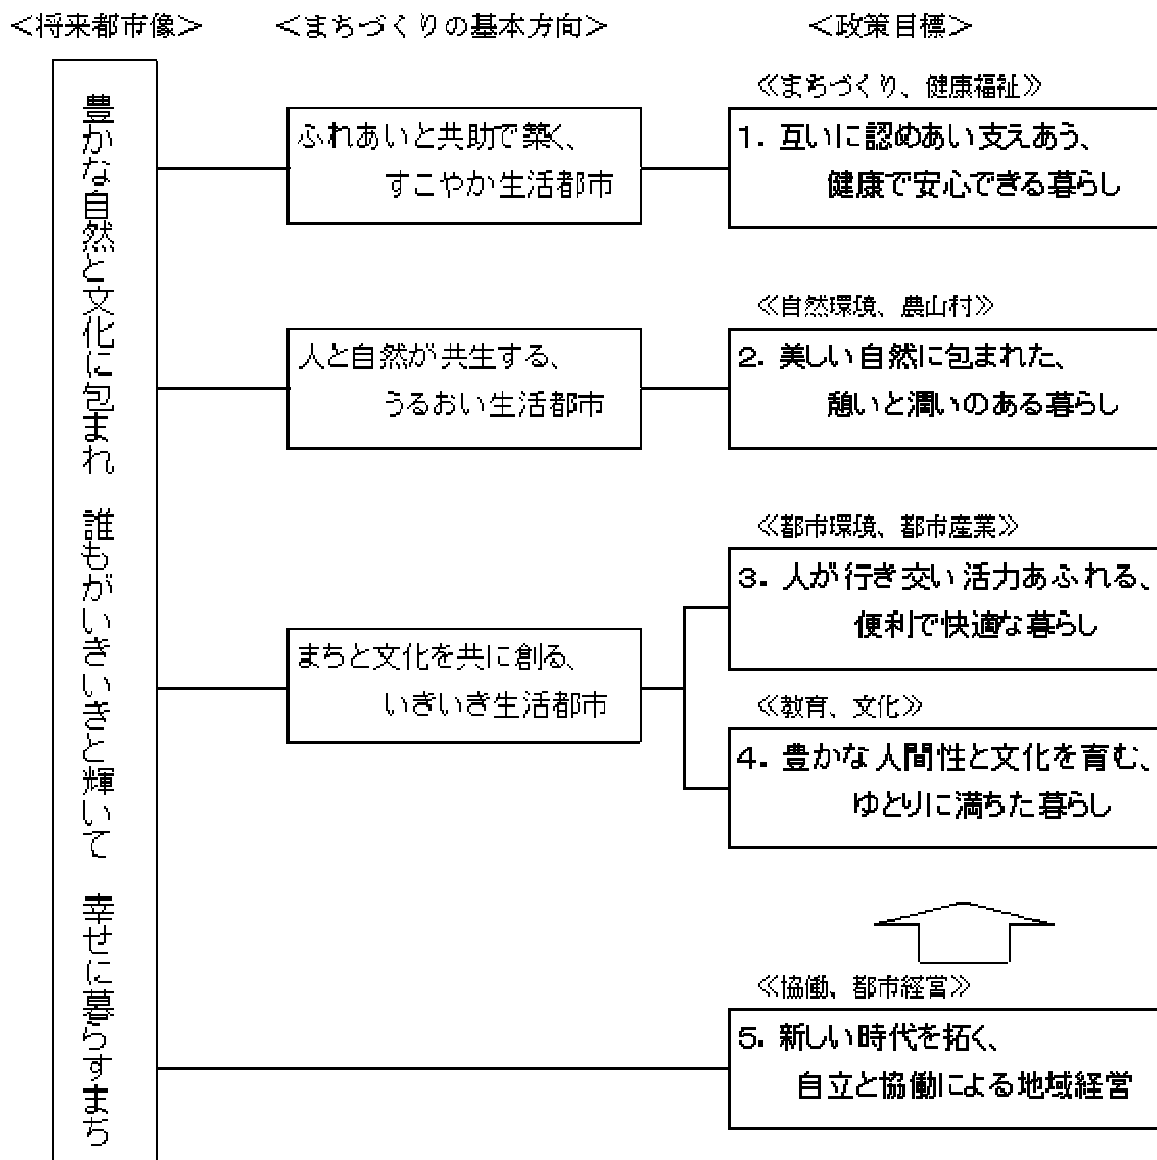 ＜将来都市像＞
＜まちづくりの基本方向＞
＜政策目標＞
豊かな自然と文化に包まれ　誰もがいきいきと輝いて　幸せに暮らすまち
ふれあいと共助で築く、
すこやか生活都市
≪まちづくり、健康福祉≫
１．互いに認めあい支えあう、
健康で安心できる暮らし
人と自然が共生する、
うるおい生活都市
≪自然環境、農山村≫
２．美しい自然に包まれた、
憩いと潤いのある暮らし
まちと文化を共に創る、
いきいき生活都市
≪都市環境、都市産業≫
３．人が行き交い活力あふれる、
便利で快適な暮らし
≪教育、文化≫
４．豊かな人間性と文化を育む、
ゆとりに満ちた暮らし
≪協働、都市経営≫
５．新しい時代を拓く、
自立と協働による地域経営